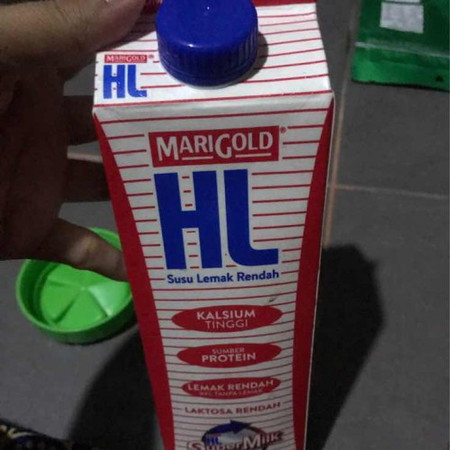 MARIGOLD
HL
MARIGOLD
HL
Susu Lemak Rendah
KALSIUM
TINGGI
SUMBER
PROTEIN
LEMAK RENDAH
LAKTOSA RENDAH
HL
SuperMilk